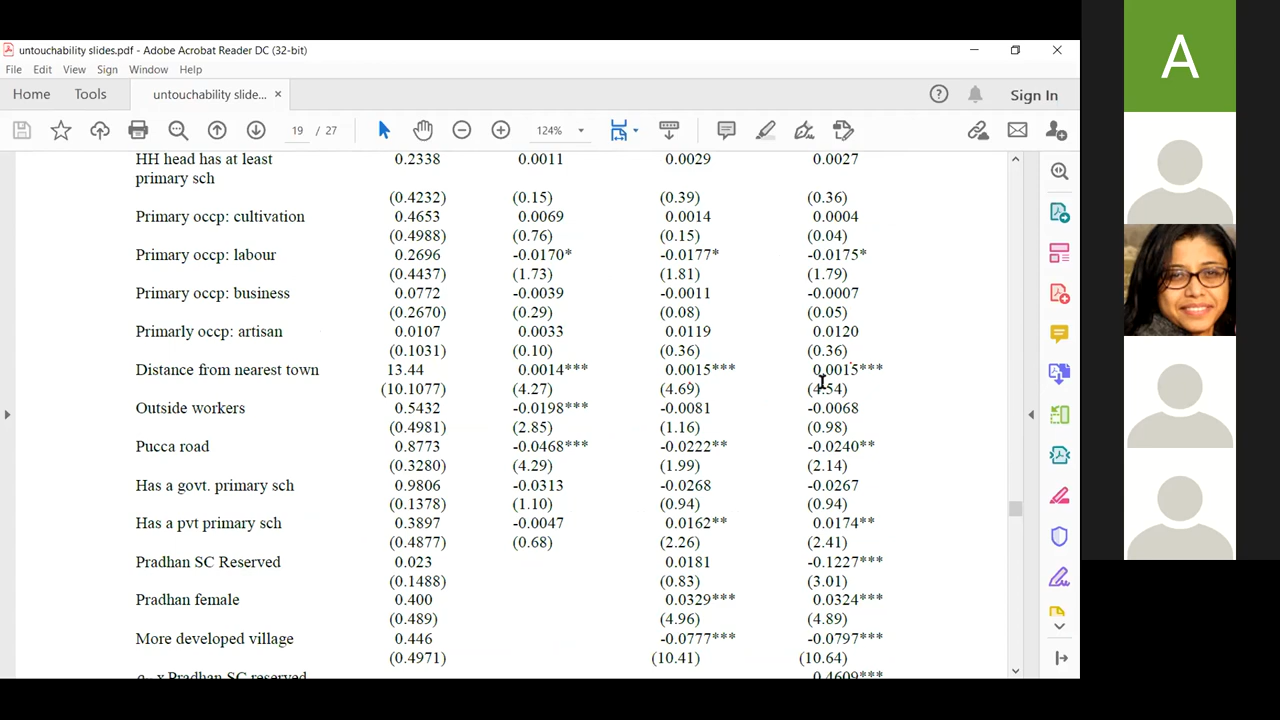 untouchability slides.pdf - Adobe Acrobat Reader DC (32-bit)
File Edit View Sign Window Help
Home Tools untouchability slide... × Sign In
19 / 27 124%
HH head has at least 0.2338 0.0011 0.0029 0.0027
primary sch
(0.4232) (0.15) (0.39) (0.36)
Primary occp: cultivation 0.4653 0.0069 0.0014 0.0004
(0.4988) (0.76) (0.15) (0.04)
Primary occp: labour 0.2696 -0.0170* -0.0177* -0.0175*
(0.4437) (1.73) (1.81) (1.79)
Primary occp: business 0.0772 -0.0039 -0.0011 -0.0007
(0.2670) (0.29) (0.08) (0.05)
Primarly occp: artisan 0.0107 0.0033 0.0119 0.0120
(0.1031) (0.10) (0.36) (0.36)
Distance from nearest town 13.44 0.0014*** 0.0015*** 0.0015***
(10.1077) (4.27) (4.69) (4.54)
Outside workers 0.5432 -0.0198*** -0.0081 -0.0068
(0.4981) (2.85) (1.16) (0.98)
Pucca road 0.8773 -0.0468*** -0.0222** -0.0240**
(0.3280) (4.29) (1.99) (2.14)
Has a govt. primary sch 0.9806 -0.0313 -0.0268 -0.0267
(0.1378) (1.10) (0.94) (0.94)
Has a pvt primary sch 0.3897 -0.0047 0.0162** 0.0174**
(0.4877) (0.68) (2.26) (2.41)
Pradhan SC Reserved 0.023 0.0181 -0.1227***
(0.1488) (0.83) (3.01)
Pradhan female 0.400 0.0329*** 0.0324***
(0.489) (4.96) (4.89)
More developed village 0.446 -0.0777*** -0.0797***
(0.4971) (10.41) (10.64)
x Pradhan SC reserved 0.4609***
A